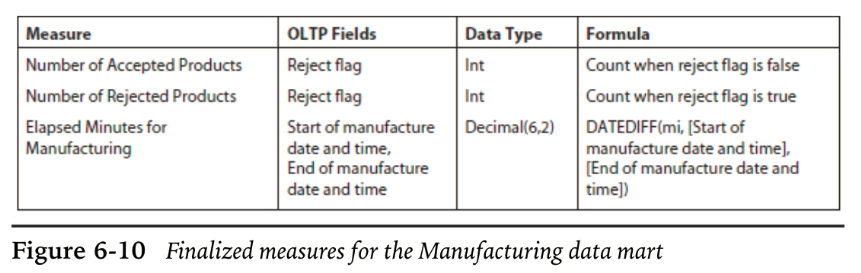 Measure OLTP Fields Data Type Formula
Number of Accepted Products Reject flag Int Count when reject flag is false
Number of Rejected Products Reject flag Int Count when reject flag is true
Elapsed Minutes for Start of manufacture Decimal(6,2) DATEDIFF(mi, [Start of
Manufacturing date and time, manufacture date and time],
End of manufacture [End of manufacture date and
date and time time])
Figure 6-10 Finalized measures for the Manufacturing data mart